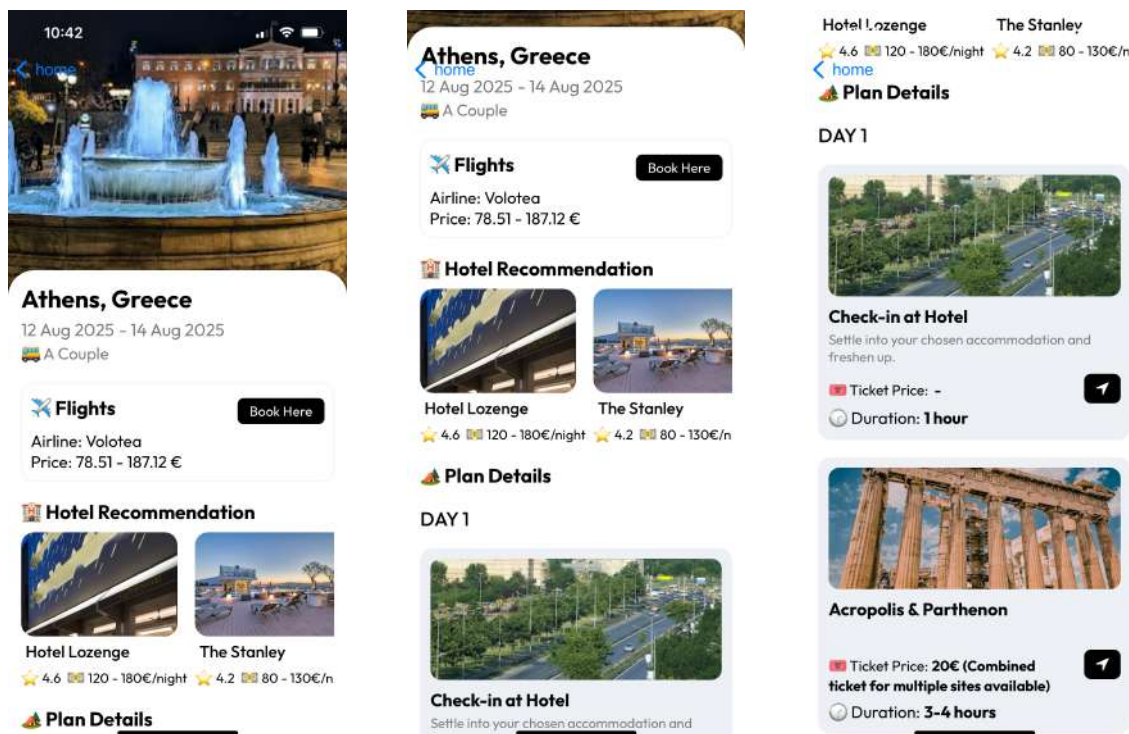 10:42
home
Athens, Greece
12 Aug 2025 - 14 Aug 2025
🚌 A Couple
✈️ Flights
Book Here
Airline: Volotea
Price: 78.51 - 187.12 €
🏨 Hotel Recommendation
Hotel Lozenge
The Stanley
⭐ 4.6 💵 120 - 180€/night
⭐ 4.2 💵 80 - 130€/n
🏕️ Plan Details
Athens, Greece
home
12 Aug 2025 - 14 Aug 2025
🚌 A Couple
✈️ Flights
Book Here
Airline: Volotea
Price: 78.51 - 187.12 €
🏨 Hotel Recommendation
Hotel Lozenge
The Stanley
⭐ 4.6 💵 120 - 180€/night
⭐ 4.2 💵 80 - 130€/n
🏕️ Plan Details
DAY 1
Check-in at Hotel
Settle into your chosen accommodation and
Hotel Lozenge
The Stanley
⭐ 4.6 💵 120 - 180€/night
⭐ 4.2 💵 80 - 130€/n
home
🏕️ Plan Details
DAY 1
Check-in at Hotel
Settle into your chosen accommodation and
freshen up.
🎟️ Ticket Price: -
🕝 Duration: 1 hour
Acropolis & Parthenon
🎟️ Ticket Price: 20€ (Combined
ticket for multiple sites available)
🕝 Duration: 3-4 hours